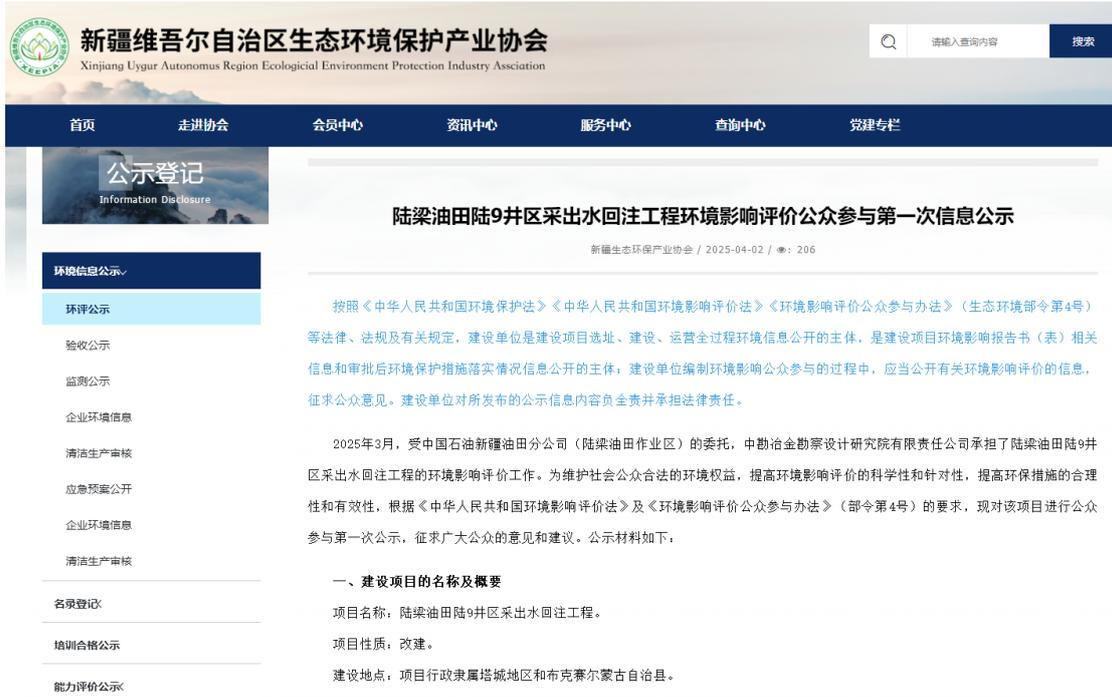 新疆维吾尔自治区生态环境保护产业协会
Xinjiang Uygur Autonomus Region Ecologicial Environment Protection Industry Assciation
XEEPIA
请输入查询内容
搜索
首页
走进协会
会员中心
资讯中心
服务中心
查询中心
党建专栏
公示登记
Information Disclosure
环境信息公示
环评公示
验收公示
监测公示
企业环境信息
清洁生产审核
应急预案公开
企业环境信息
清洁生产审核
名录登记
培训合格公示
能力评价公示
陆梁油田陆9井区采出水回注工程环境影响评价公众参与第一次信息公示
新疆生态环保产业协会 / 2025-04-02 / : 206
按照《中华人民共和国环境保护法》《中华人民共和国环境影响评价法》《环境影响评价公众参与办法》（生态环境部令第4号）
等法律、法规及有关规定，建设单位是建设项目选址、建设、运营全过程环境信息公开的主体，是建设项目环境影响报告书（表）相关
信息和审批后环境保护措施落实情况信息公开的主体；建设单位编制环境影响公众参与的过程中，应当公开有关环境影响评价的信息，
征求公众意见。建设单位对所发布的公示信息内容负全责并承担法律责任。
2025年3月，受中国石油新疆油田分公司（陆梁油田作业区）的委托，中勘冶金勘察设计研究院有限责任公司承担了陆梁油田陆9井
区采出水回注工程的环境影响评价工作。为维护社会公众合法的环境权益，提高环境影响评价的科学性和针对性，提高环保措施的合理
性和有效性，根据《中华人民共和国环境影响评价法》及《环境影响评价公众参与办法》（部令第4号）的要求，现对该项目进行公众
参与第一次公示，征求广大公众的意见和建议。公示材料如下：
一、建设项目的名称及概要
项目名称：陆梁油田陆9井区采出水回注工程。
项目性质：改建。
建设地点：项目行政隶属塔城地区和布克赛尔蒙古自治县。